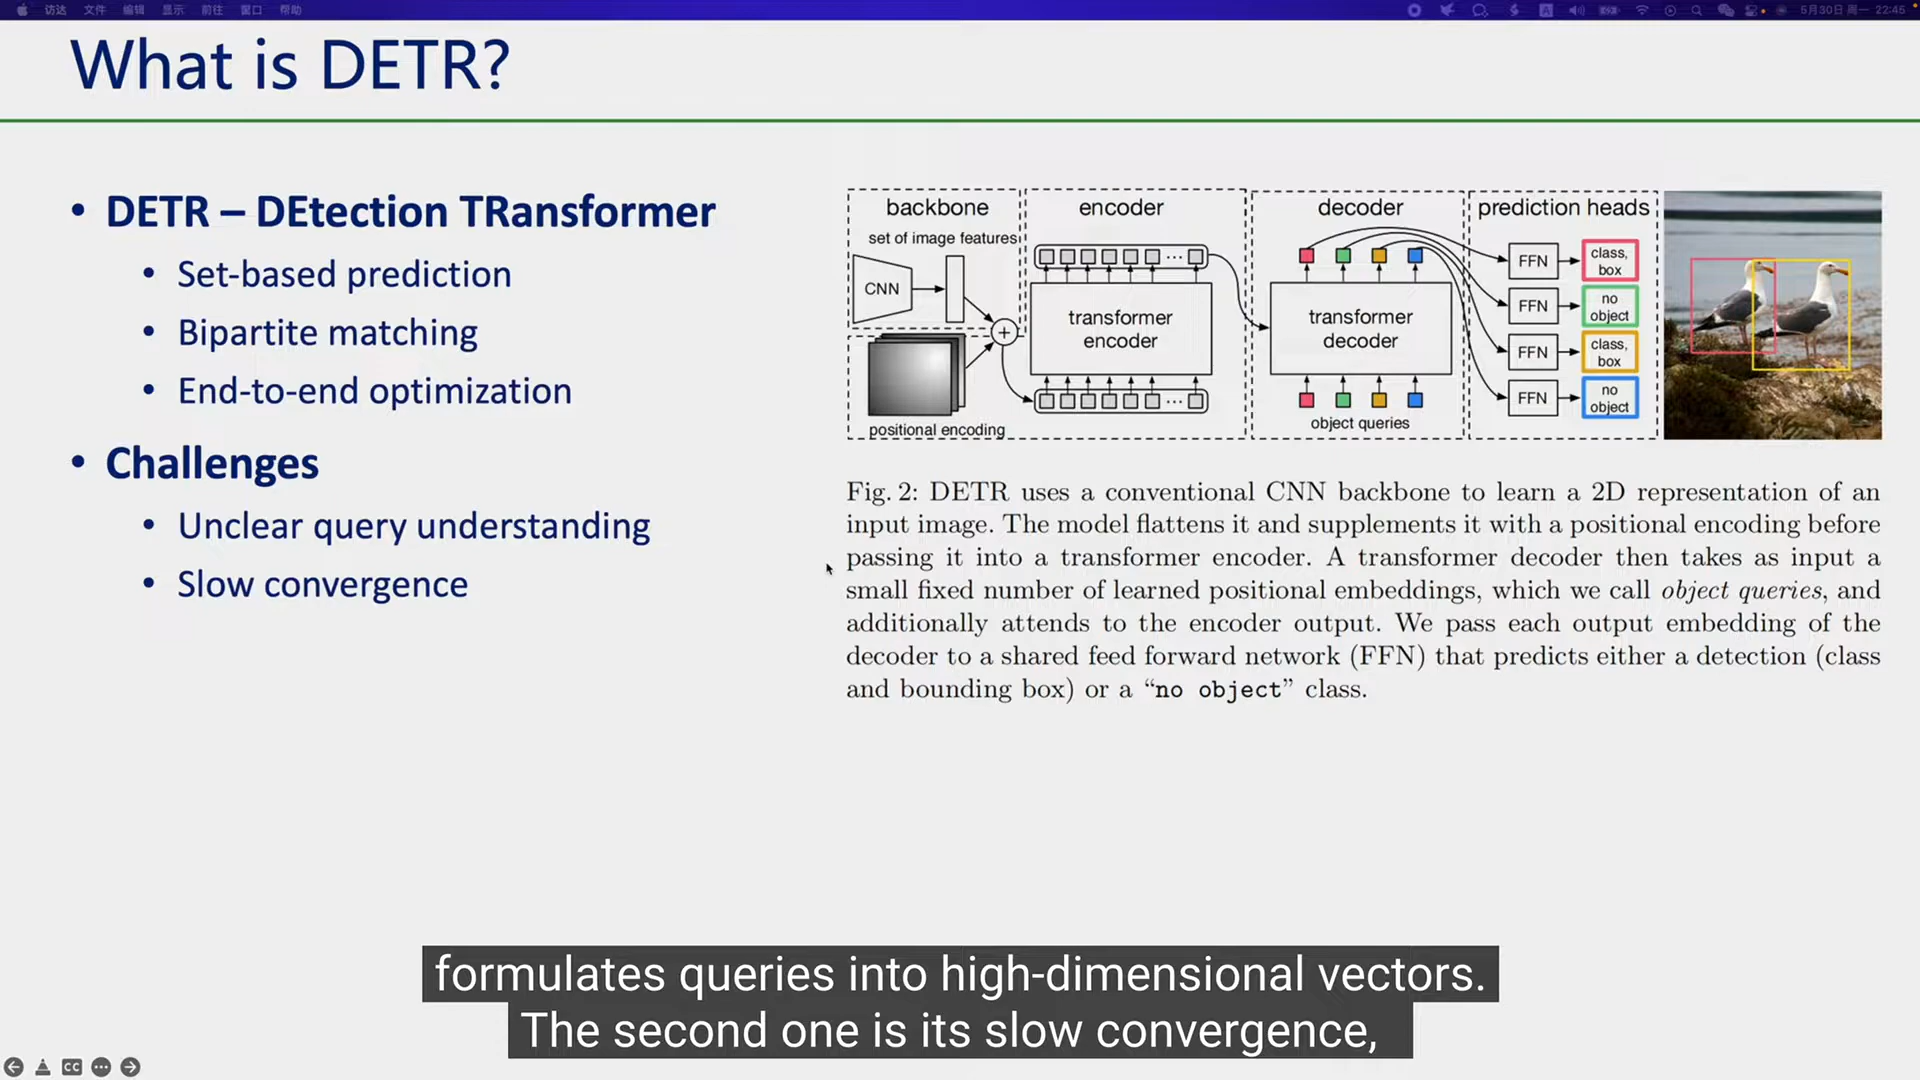 访达 文件 编辑 显示 前往 窗口 帮助
5月30日 周一 22:45
What is DETR?
• DETR – DEtection TRansformer
• Set-based prediction
• Bipartite matching
• End-to-end optimization
• Challenges
• Unclear query understanding
• Slow convergence
backbone
set of image features
CNN
+
positional encoding
encoder
...
transformer
encoder
...
decoder
transformer
decoder
object queries
prediction heads
FFN
class,
box
FFN
no
object
FFN
class,
box
FFN
no
object
Fig. 2: DETR uses a conventional CNN backbone to learn a 2D representation of an
input image. The model flattens it and supplements it with a positional encoding before
passing it into a transformer encoder. A transformer decoder then takes as input a
small fixed number of learned positional embeddings, which we call object queries, and
additionally attends to the encoder output. We pass each output embedding of the
decoder to a shared feed forward network (FFN) that predicts either a detection (class
and bounding box) or a “no object” class.
formulates queries into high-dimensional vectors.
The second one is its slow convergence,
CC